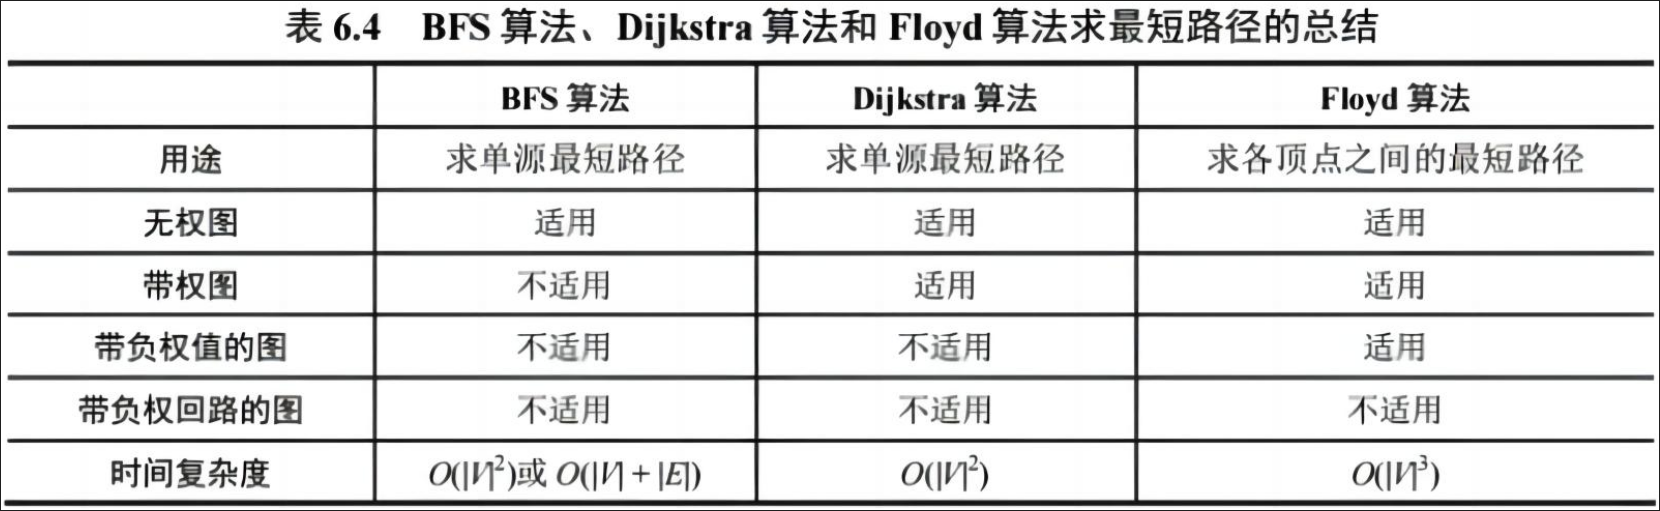 表 6.4 BFS 算法、Dijkstra 算法和 Floyd 算法求最短路径的总结
BFS 算法 Dijkstra 算法 Floyd 算法
用途 求单源最短路径 求单源最短路径 求各顶点之间的最短路径
无权图 适用 适用 适用
带权图 不适用 适用 适用
带负权值的图 不适用 不适用 适用
带负权回路的图 不适用 不适用 不适用
时间复杂度 O(|V|²)或 O(|V| + |E|) O(|V|²) O(|V|³)